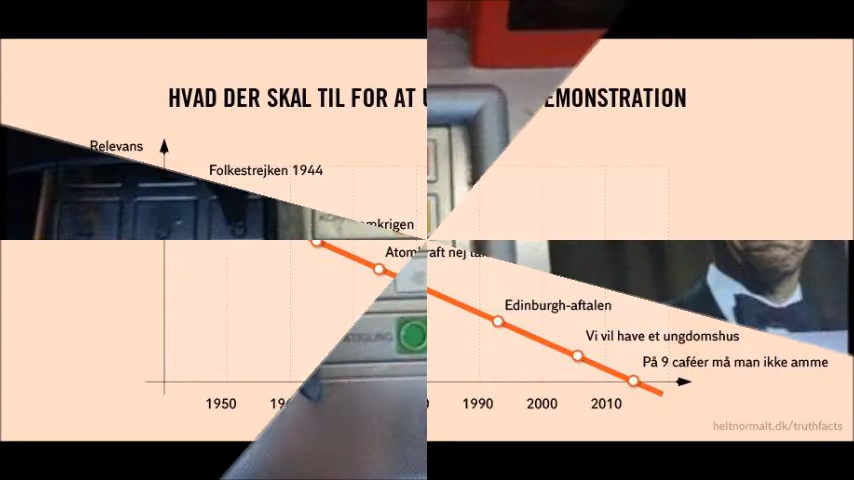 HVAD DER SKAL TIL FOR AT
EMONSTRATION
Relevans
Folkestrejken 1944
mkrigen
Atomkraft nej
Edinburgh-aftalen
Vi vil have et ungdomshus
På 9 caféer må man ikke amme
1950 1990 2000 2010
heltnormalt.dk/truthfacts